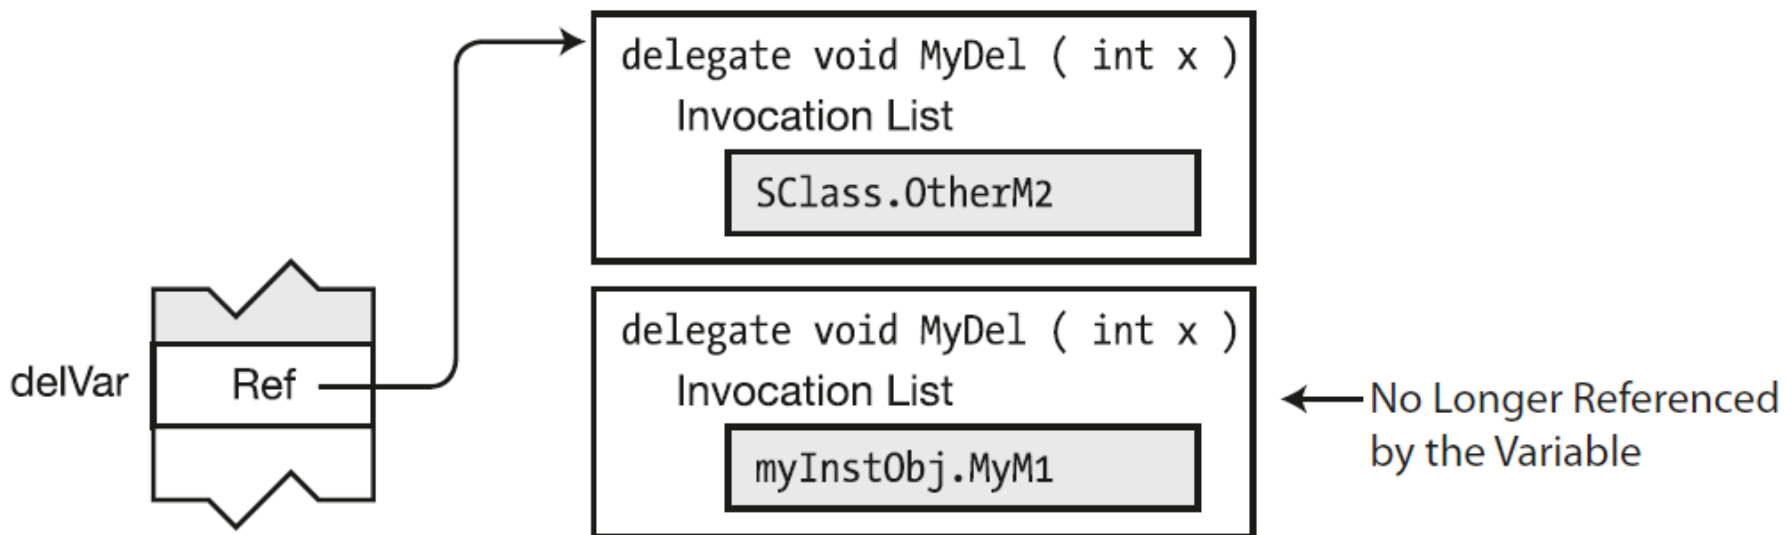 delegate void MyDel ( int x )
Invocation List
SClass.OtherM2
delVar
Ref
delegate void MyDel ( int x )
Invocation List
myInstObj.MyM1
No Longer Referenced
by the Variable